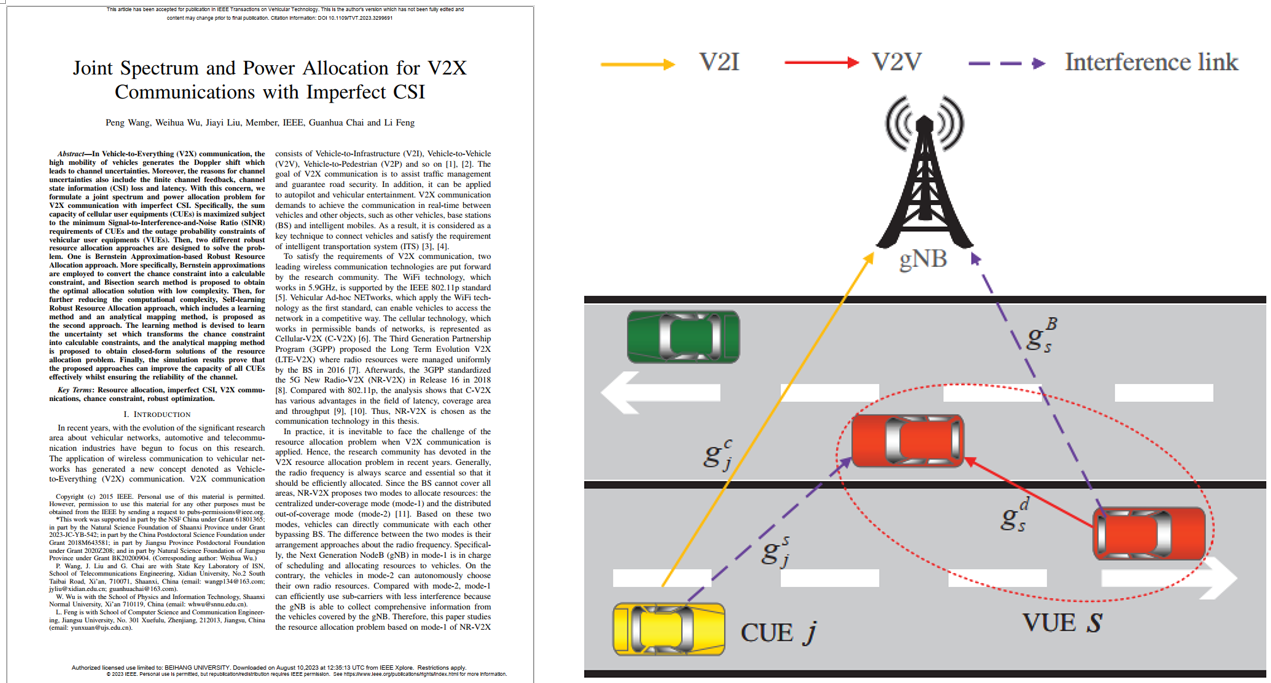 This article has been accepted for publication in IEEE Transactions on Vehicular Technology. This is the author's version which has not been fully edited and
content may change prior to final publication. Citation information: DOI 10.1109/TVT.2023.3299691
Joint Spectrum and Power Allocation for V2X
Communications with Imperfect CSI
Peng Wang, Weihua Wu, Jiayi Liu, Member, IEEE, Guanhua Chai and Li Feng
Abstract—In Vehicle-to-Everything (V2X) communication, the
high mobility of vehicles generates the Doppler shift which
leads to channel uncertainties. Moreover, the reasons for channel
uncertainties also include the finite channel feedback, channel
state information (CSI) loss and latency. With this concern, we
formulate a joint spectrum and power allocation problem for
V2X communication with imperfect CSI. Specifically, the sum
capacity of cellular user equipments (CUEs) is maximized subject
to the minimum Signal-to-Interference-and-Noise Ratio (SINR)
requirements of CUEs and the outage probability constraints of
vehicular user equipments (VUEs). Then, two different robust
resource allocation approaches are designed to solve the prob-
lem. One is Bernstein Approximation-based Robust Resource
Allocation approach. More specifically, Bernstein approximations
are employed to convert the chance constraint into a calculable
constraint, and Bisection search method is proposed to obtain
the optimal allocation solution with low complexity. Then, for
further reducing the computational complexity, Self-learning
Robust Resource Allocation approach, which includes a learning
method and an analytical mapping method, is proposed as
the second approach. The learning method is devised to learn
the uncertainty set which transforms the chance constraint
into calculable constraints, and the analytical mapping method
is proposed to obtain closed-form solutions of the resource
allocation problem. Finally, the simulation results prove that
the proposed approaches can improve the capacity of all CUEs
effectively whilst ensuring the reliability of the channel.
Key Terms: Resource allocation, imperfect CSI, V2X commu-
nications, chance constraint, robust optimization.
I. INTRODUCTION
In recent years, with the evolution of the significant research
area about vehicular networks, automotive and telecommu-
nication industries have begun to focus on this research.
The application of wireless communication to vehicular net-
works has generated a new concept denoted as Vehicle-
to-Everything (V2X) communication. V2X communication
Copyright (c) 2015 IEEE. Personal use of this material is permitted.
However, permission to use this material for any other purposes must be
obtained from the IEEE by sending a request to pubs-permissions@ieee.org.
*This work was supported in part by the NSF China under Grant 61801365;
in part by the Natural Science Foundation of Shaanxi Province under Grant
2023-JC-YB-542; in part by the China Postdoctoral Science Foundation under
Grant 2018M643581; in part by Jiangsu Province Postdoctoral Foundation
under Grant 2020Z208; and in part by Natural Science Foundation of Jiangsu
Province under Grant BK20200904. (Corresponding author: Weihua Wu.)
P. Wang, J. Liu and G. Chai are with State Key Laboratory of ISN,
School of Telecommunications Engineering, Xidian University, No.2 South
Taibai Road, Xi'an, 710071, Shaanxi, China (email: wangp134@163.com;
jyliu@xidian.edu.cn; guanhuachai@163.com).
W. Wu is with the School of Physics and Information Technology, Shaanxi
Normal University, Xi'an 710119, China (email: whwu@snnu.edu.cn).
L. Feng is with School of Computer Science and Communication Engineer-
ing, Jiangsu University, No. 301 Xuefulu, Zhenjiang, 212013, Jiangsu, China
(email: yunxuan@ujs.edu.cn).
consists of Vehicle-to-Infrastructure (V2I), Vehicle-to-Vehicle
(V2V), Vehicle-to-Pedestrian (V2P) and so on [1], [2]. The
goal of V2X communication is to assist traffic management
and guarantee road security. In addition, it can be applied
to autopilot and vehicular entertainment. V2X communication
demands to achieve the communication in real-time between
vehicles and other objects, such as other vehicles, base stations
(BS) and intelligent mobiles. As a result, it is considered as a
key technique to connect vehicles and satisfy the requirement
of intelligent transportation system (ITS) [3], [4].
To satisfy the requirements of V2X communication, two
leading wireless communication technologies are put forward
by the research community. The WiFi technology, which
works in 5.9GHz, is supported by the IEEE 802.11p standard
[5]. Vehicular Ad-hoc NETworks, which apply the WiFi tech-
nology as the first standard, can enable vehicles to access the
network in a competitive way. The cellular technology, which
works in permissible bands of networks, is represented as
Cellular-V2X (C-V2X) [6]. The Third Generation Partnership
Program (3GPP) proposed the Long Term Evolution V2X
(LTE-V2X) where radio resources were managed uniformly
by the BS in 2016 [7]. Afterwards, the 3GPP standardized
the 5G New Radio-V2X (NR-V2X) in Release 16 in 2018
[8]. Compared with 802.11p, the analysis shows that C-V2X
has various advantages in the field of latency, coverage area
and throughput [9], [10]. Thus, NR-V2X is chosen as the
communication technology in this thesis.
In practice, it is inevitable to face the challenge of the
resource allocation problem when V2X communication is
applied. Hence, the research community has devoted in the
V2X resource allocation problem in recent years. Generally,
the radio frequency is always scarce and essential so that it
should be efficiently allocated. Since the BS cannot cover all
areas, NR-V2X proposes two modes to allocate resources: the
centralized under-coverage mode (mode-1) and the distributed
out-of-coverage mode (mode-2) [11]. Based on these two
modes, vehicles can directly communicate with each other
bypassing BS. The difference between the two modes is their
arrangement approaches about the radio frequency. Specifical-
ly, the Next Generation NodeB (gNB) in mode-1 is in charge
of scheduling and allocating resources to vehicles. On the
contrary, the vehicles in mode-2 can autonomously choose
their own radio resources. Compared with mode-2, mode-1
can efficiently use sub-carriers with less interference because
the gNB is able to collect comprehensive information from
the vehicles covered by the gNB. Therefore, this paper studies
the resource allocation problem based on mode-1 of NR-V2X
Authorized licensed use limited to: BEIHANG UNIVERSITY. Downloaded on August 10,2023 at 12:35:13 UTC from IEEE Xplore. Restrictions apply.
© 2023 IEEE. Personal use is permitted, but republication/redistribution requires IEEE permission. See https://www.ieee.org/publications/rights/index.html for more information.
V2I V2V Interference link
gNB
g_s^B
g_j^c
g_s^d
g_j^s
CUE j
VUE S